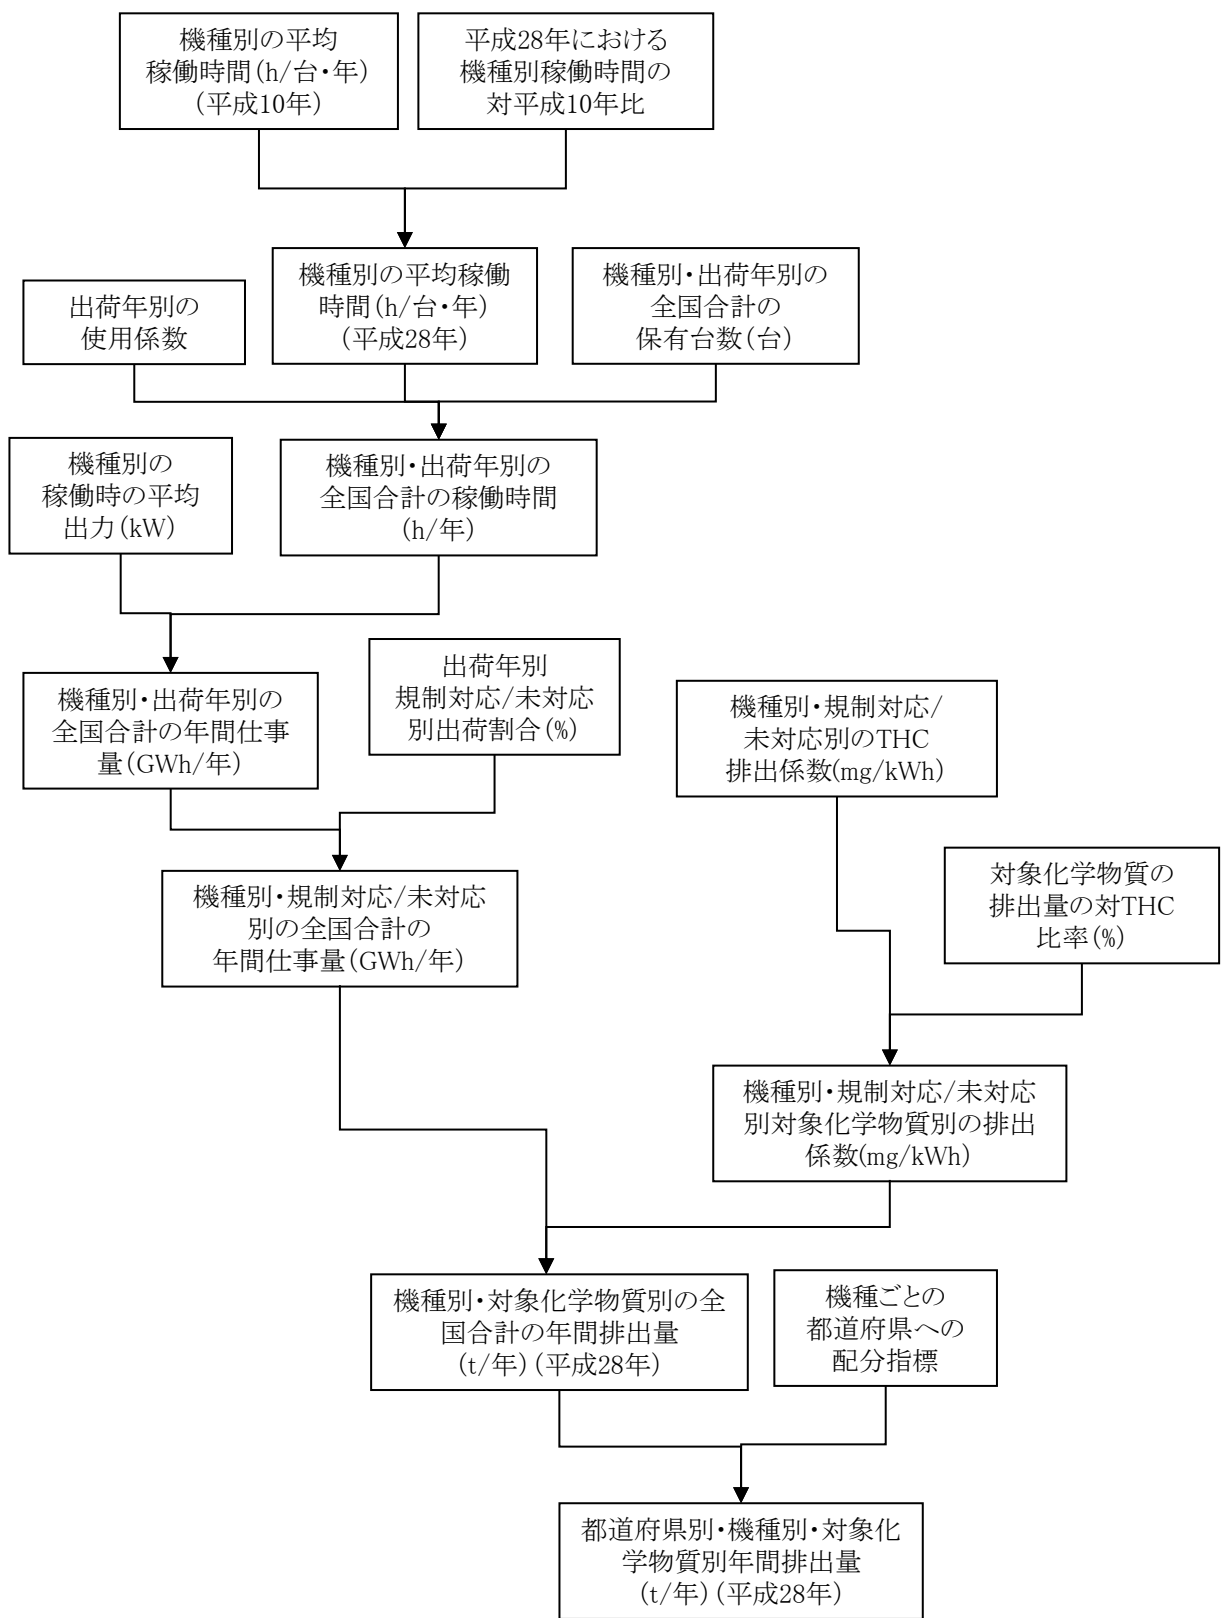 機種別の平均
稼働時間(h/台・年)
(平成10年)
平成28年における
機種別稼働時間の
対平成10年比
出荷年別の
使用係数
機種別の平均稼働
時間(h/台・年)
(平成28年)
機種別・出荷年別の
全国合計の
保有台数(台)
機種別の
稼働時の平均
出力(kW)
機種別・出荷年別の
全国合計の稼働時間
(h/年)
機種別・出荷年別の
全国合計の年間仕事
量(GWh/年)
出荷年別
規制対応/未対応
別出荷割合(%)
機種別・規制対応/
未対応別のTHC
排出係数(mg/kWh)
機種別・規制対応/未対応
別の全国合計の
年間仕事量(GWh/年)
対象化学物質の
排出量の対THC
比率(%)
機種別・規制対応/未対応
別対象化学物質別の排出
係数(mg/kWh)
機種別・対象化学物質別の全
国合計の年間排出量
(t/年)(平成28年)
機種ごとの
都道府県への
配分指標
都道府県別・機種別・対象化
学物質別年間排出量
(t/年)(平成28年)